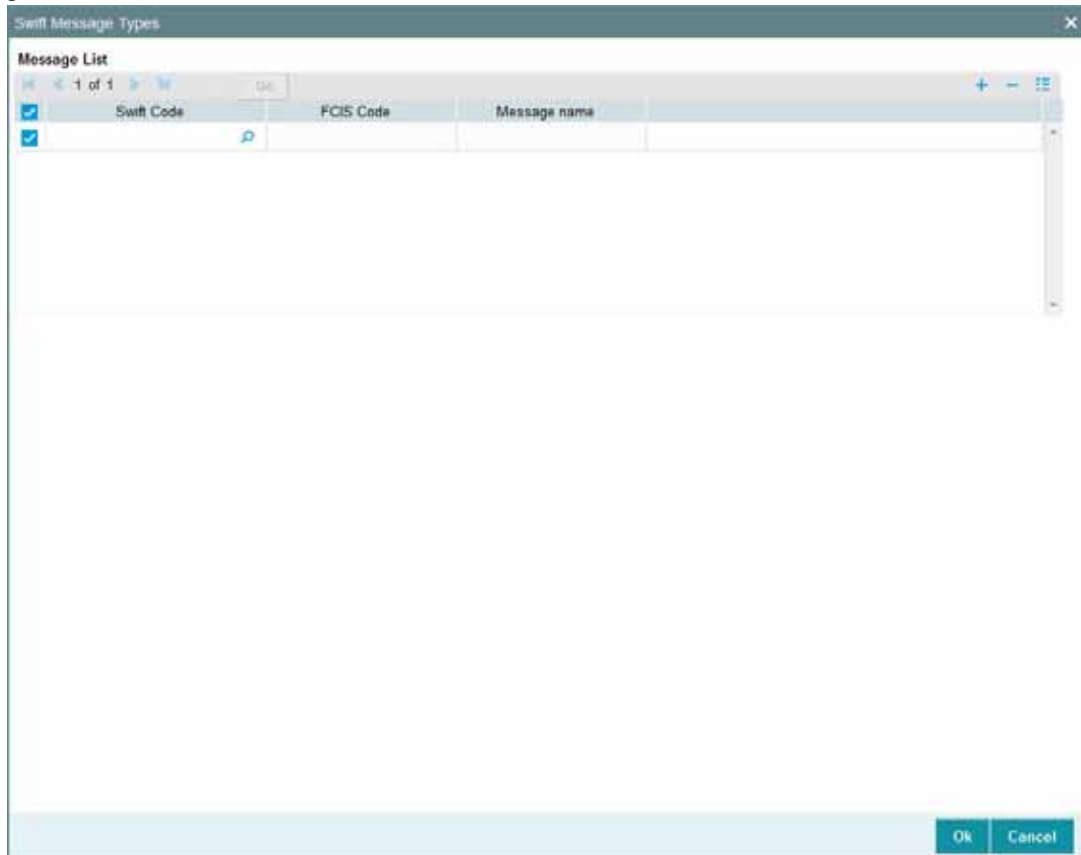 Swift Message Types
Message List
1 of 1 Go
Swift Code FCIS Code Message name
Ok Cancel